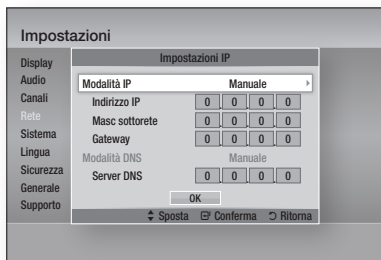 Impostazioni
Display
Audio
Canali
Rete
Sistema
Lingua
Sicurezza
Generale
Supporto
Impostazioni IP
Modalità IP Manuale
Indirizzo IP 0 . 0 . 0 . 0
Masc sottorete 0 . 0 . 0 . 0
Gateway 0 . 0 . 0 . 0
Modalità DNS Manuale
Server DNS 0 . 0 . 0 . 0
OK
Sposta Conferma Ritorna